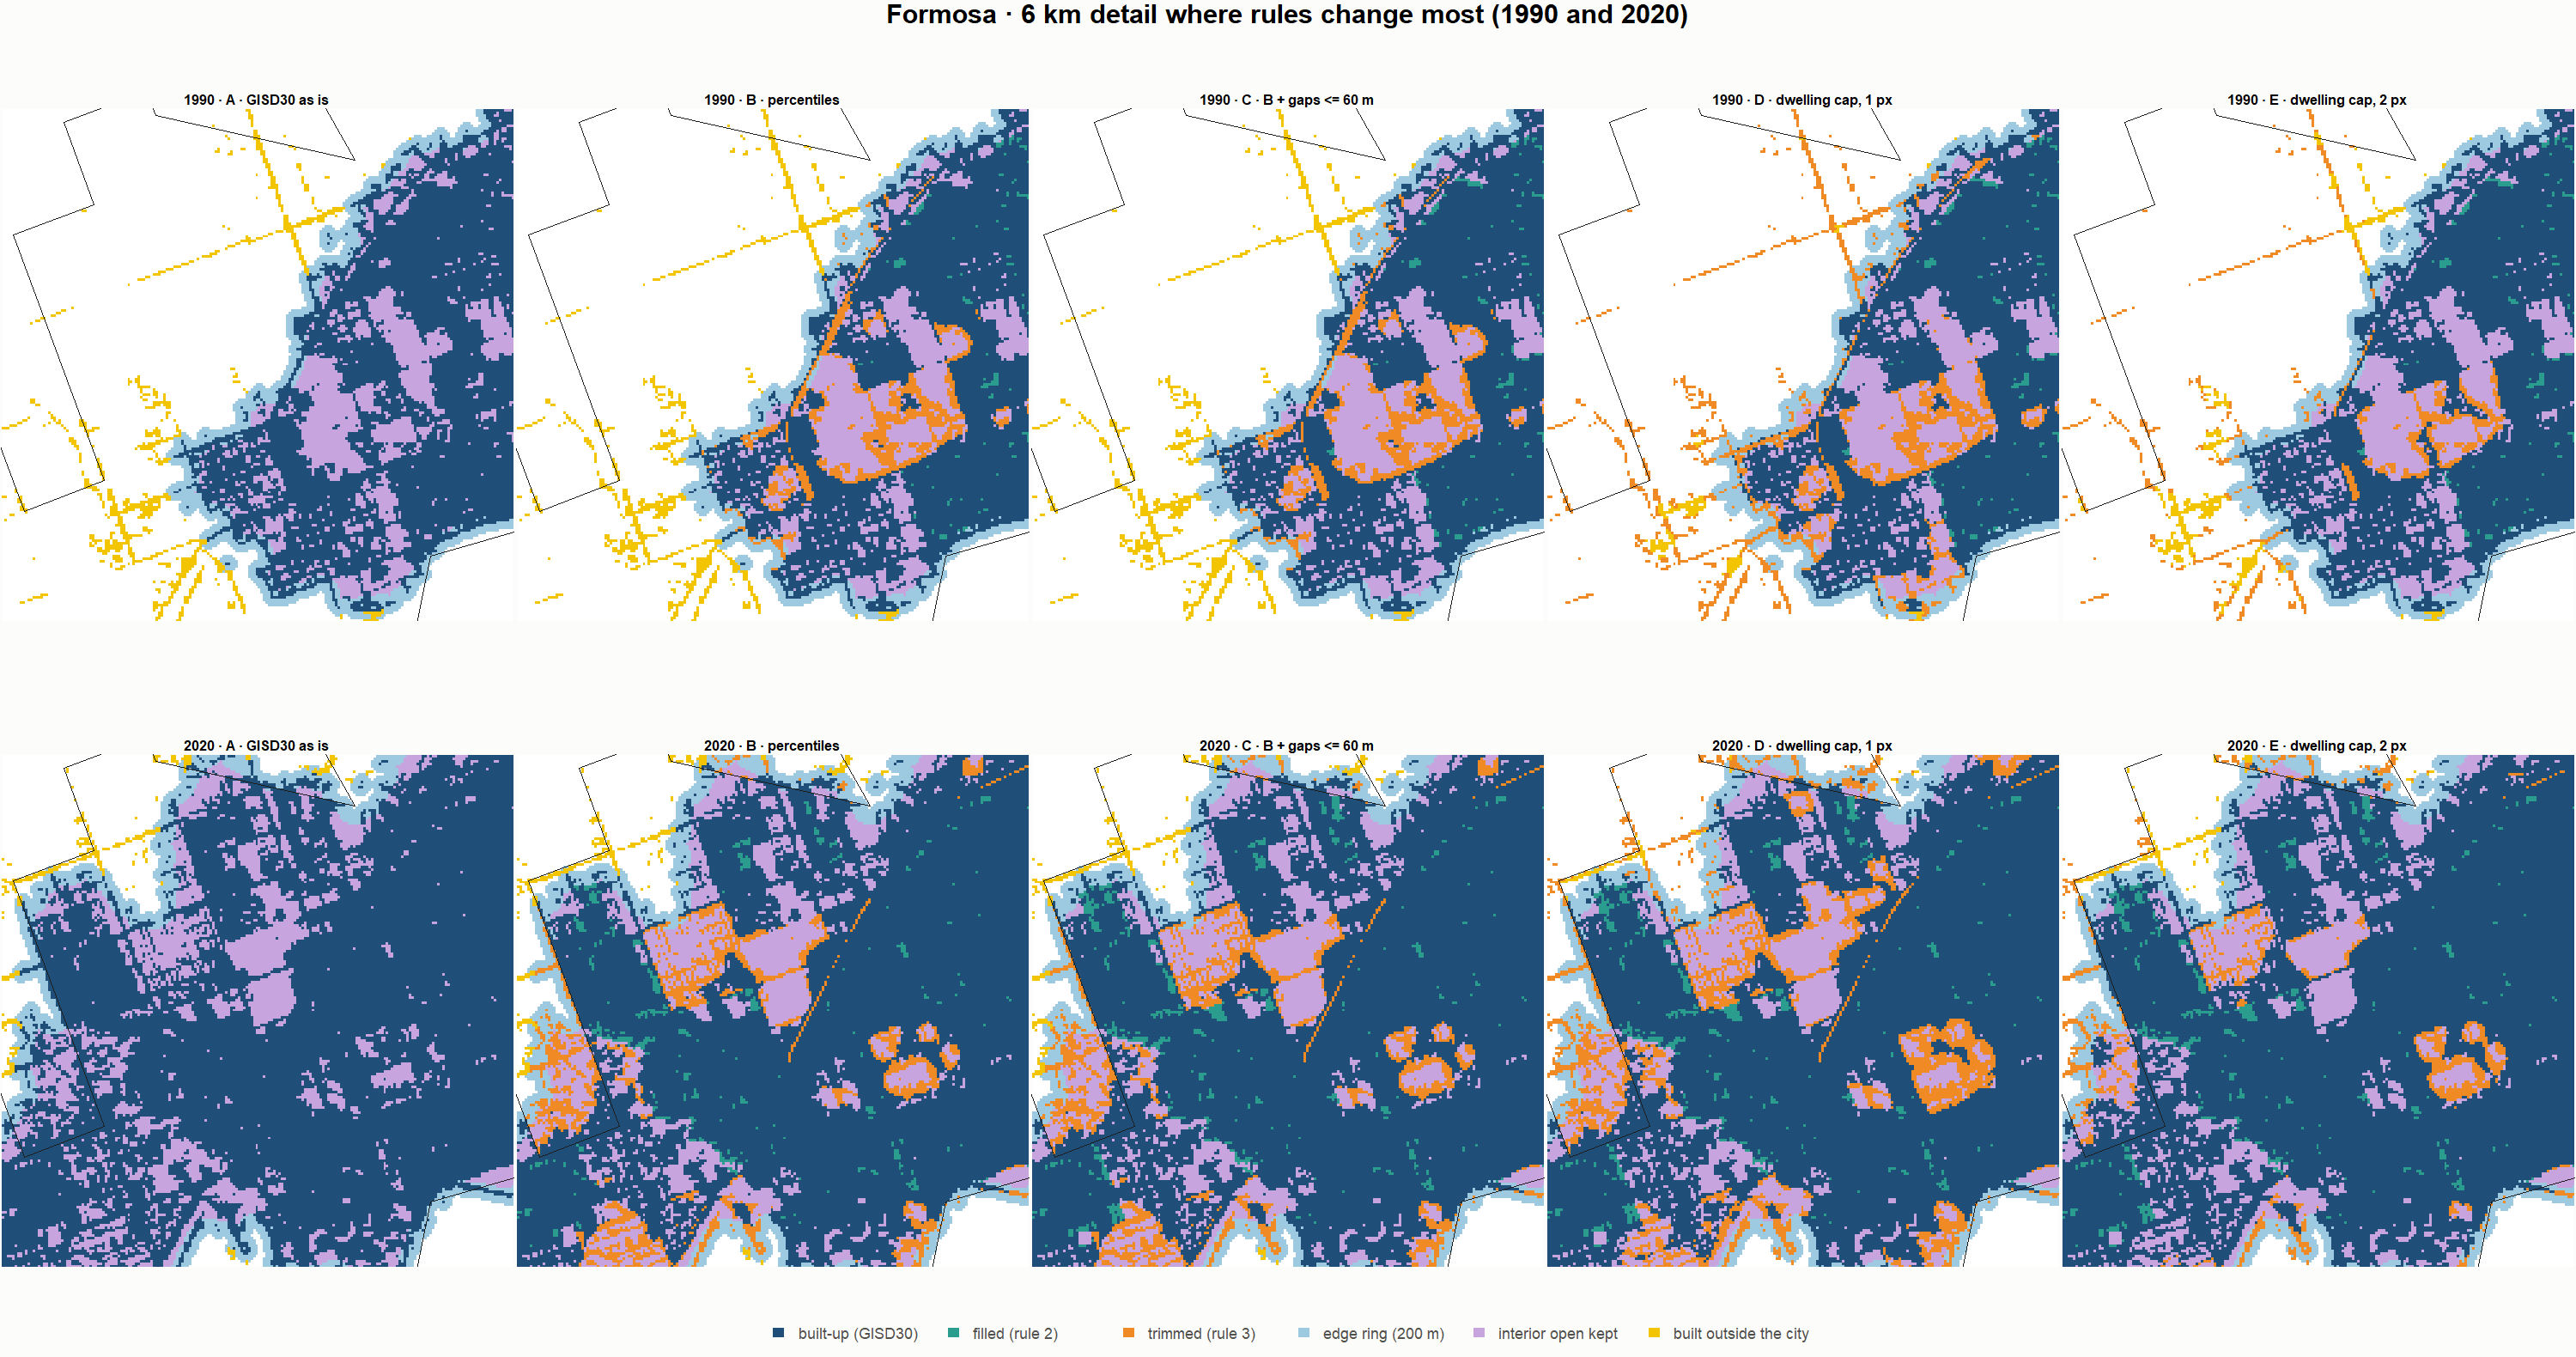 Formosa · 6 km detail where rules change most (1990 and 2020)
1990 · A · GISD30 as is
1990 · B · percentiles
1990 · C · B + gaps <= 60 m
1990 · D · dwelling cap, 1 px
1990 · E · dwelling cap, 2 px
2020 · A · GISD30 as is
2020 · B · percentiles
2020 · C · B + gaps <= 60 m
2020 · D · dwelling cap, 1 px
2020 · E · dwelling cap, 2 px
built-up (GISD30)
filled (rule 2)
trimmed (rule 3)
edge ring (200 m)
interior open kept
built outside the city